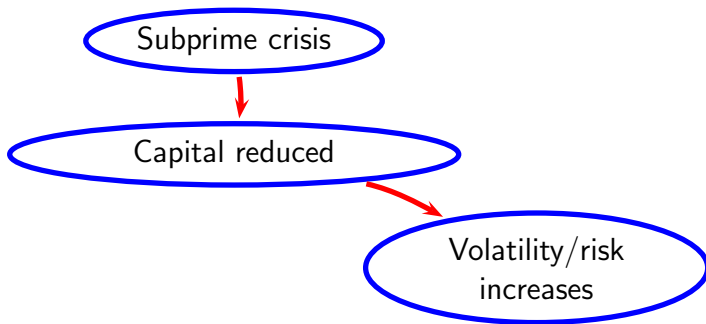 Subprime crisis
Capital reduced
Volatility/risk
increases